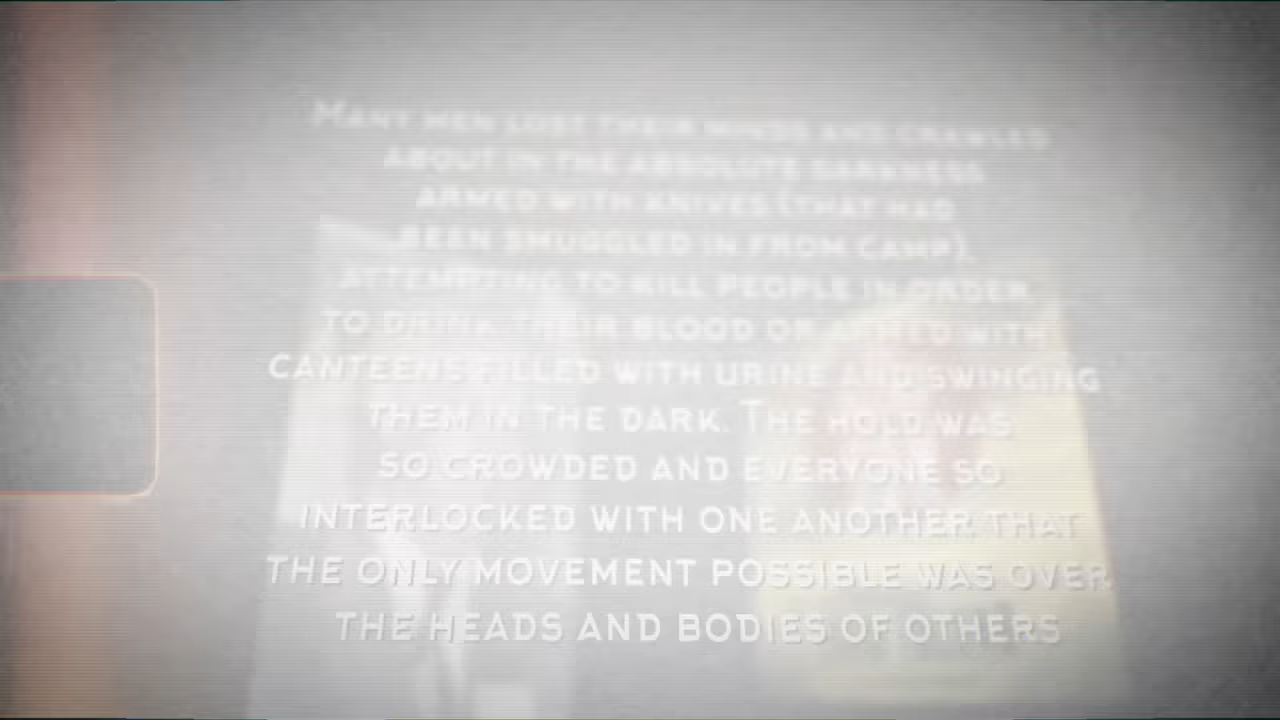 Many men lost their minds and crawled
about in the absolute darkness
armed with knives (that had
been smuggled in from camp),
attempting to kill people in order
to drink their blood or armed with
canteens filled with urine and swinging
them in the dark. The hold was
so crowded and everyone so
interlocked with one another that
the only movement possible was over
the heads and bodies of others